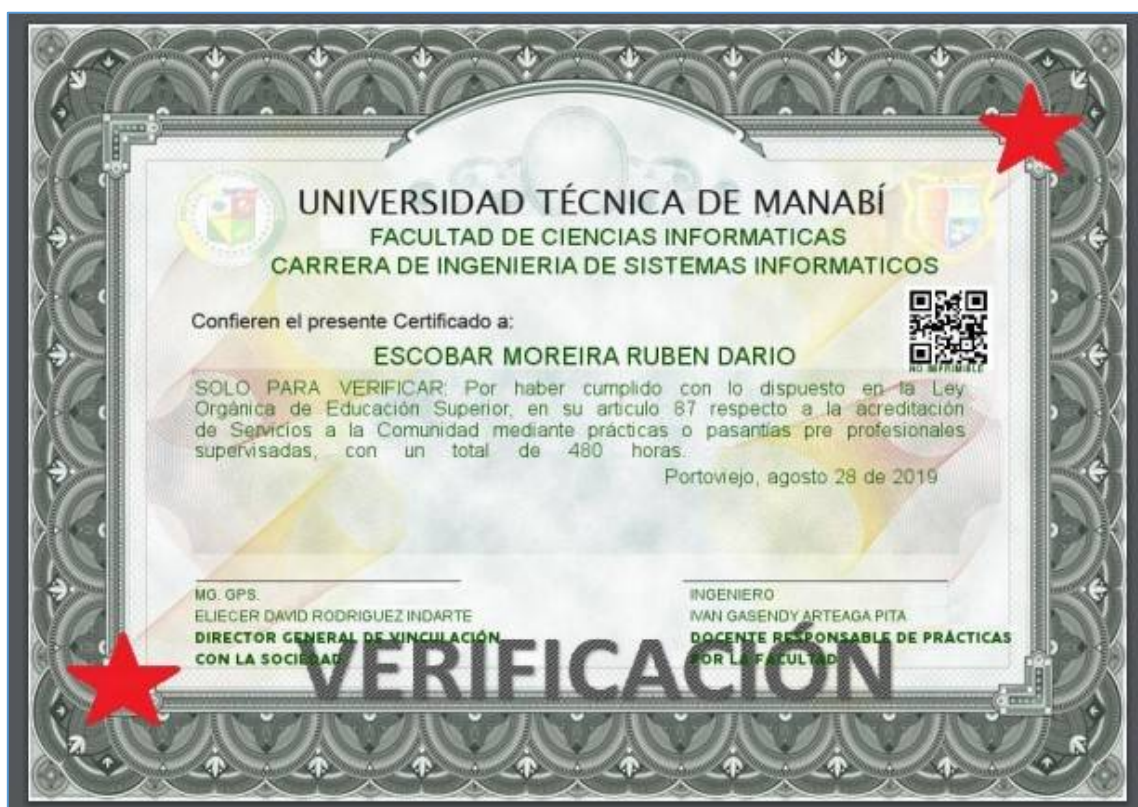 UNIVERSIDAD TÉCNICA DE MANABÍ
FACULTAD DE CIENCIAS INFORMATICAS
CARRERA DE INGENIERIA DE SISTEMAS INFORMATICOS
Confieren el presente Certificado a:
NO IMPRIMIBLE
ESCOBAR MOREIRA RUBEN DARIO
SOLO PARA VERIFICAR: Por haber cumplido con lo dispuesto en la Ley
Orgánica de Educación Superior, en su articulo 87 respecto a la acreditación
de Servicios a la Comunidad mediante prácticas o pasantías pre profesionales
supervisadas, con un total de 480 horas.
Portoviejo, agosto 28 de 2019
MG. GPS.
ELIECER DAVID RODRIGUEZ INDARTE
DIRECTOR GENERAL DE VINCULACIÓN
CON LA SOCIEDAD
INGENIERO
IVAN GASENDY ARTEAGA PITA
DOCENTE RESPONSABLE DE PRÁCTICAS
POR LA FACULTAD
VERIFICACIÓN